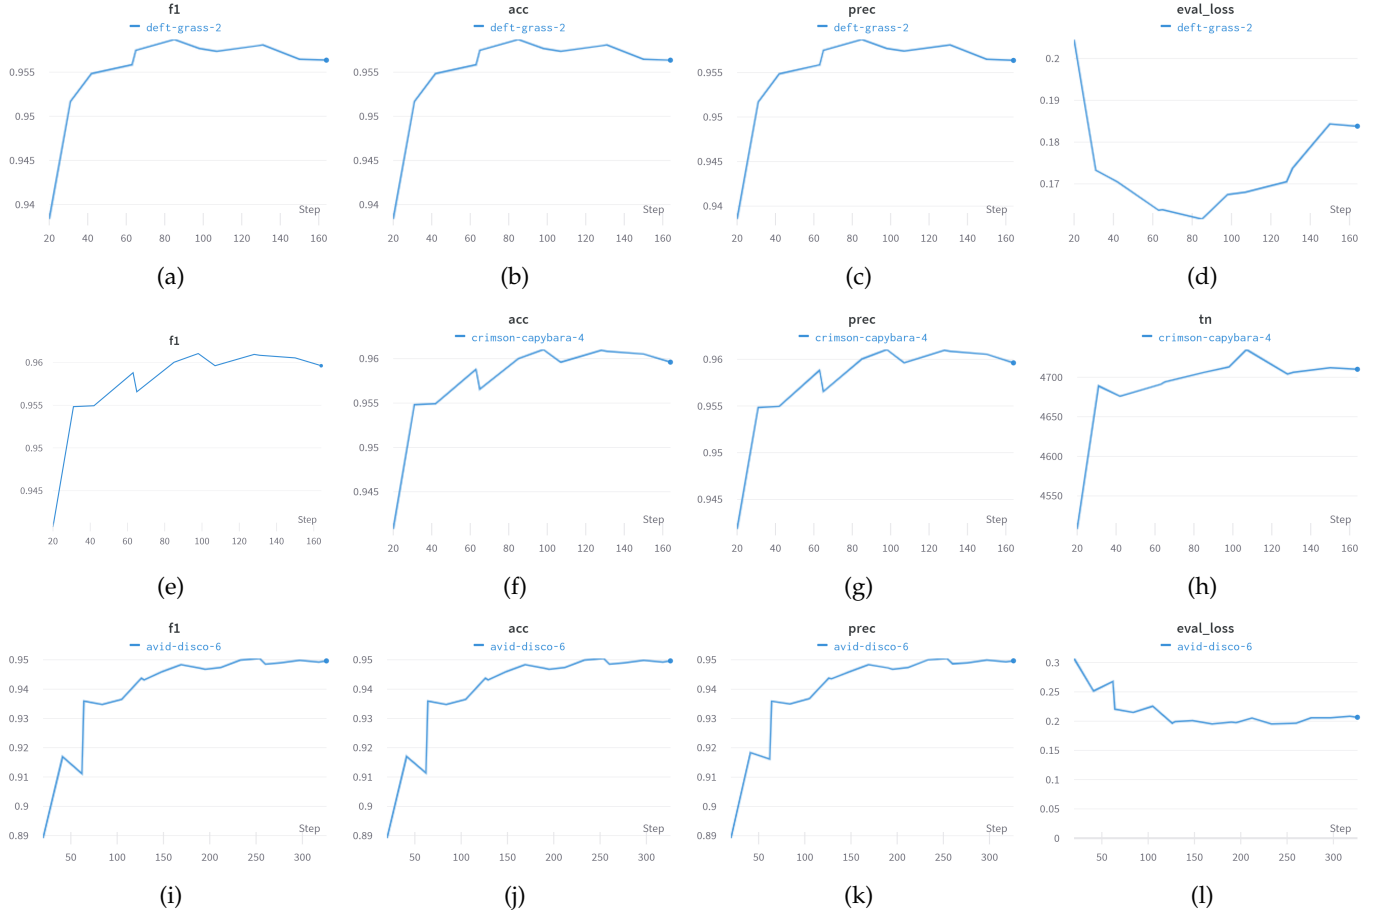 f1
deft-grass-2
0.955
0.95
0.945
0.94
Step
20 40 60 80 100 120 140 160
(a)
acc
deft-grass-2
0.955
0.95
0.945
0.94
Step
20 40 60 80 100 120 140 160
(b)
prec
deft-grass-2
0.955
0.95
0.945
0.94
Step
20 40 60 80 100 120 140 160
(c)
eval_loss
deft-grass-2
0.2
0.19
0.18
0.17
Step
20 40 60 80 100 120 140 160
(d)
f1
0.96
0.955
0.95
0.945
Step
20 40 60 80 100 120 140 160
(e)
acc
crimson-capybara-4
0.96
0.955
0.95
0.945
Step
20 40 60 80 100 120 140 160
(f)
prec
crimson-capybara-4
0.96
0.955
0.95
0.945
Step
20 40 60 80 100 120 140 160
(g)
tn
crimson-capybara-4
4700
4650
4600
4550
Step
20 40 60 80 100 120 140 160
(h)
f1
avid-disco-6
0.95
0.94
0.93
0.92
0.91
0.9
0.89
Step
50 100 150 200 250 300
(i)
acc
avid-disco-6
0.95
0.94
0.93
0.92
0.91
0.9
0.89
Step
50 100 150 200 250 300
(j)
prec
avid-disco-6
0.95
0.94
0.93
0.92
0.91
0.9
0.89
Step
50 100 150 200 250 300
(k)
eval_loss
avid-disco-6
0.3
0.25
0.2
0.15
0.1
0.05
0
Step
50 100 150 200 250 300
(l)